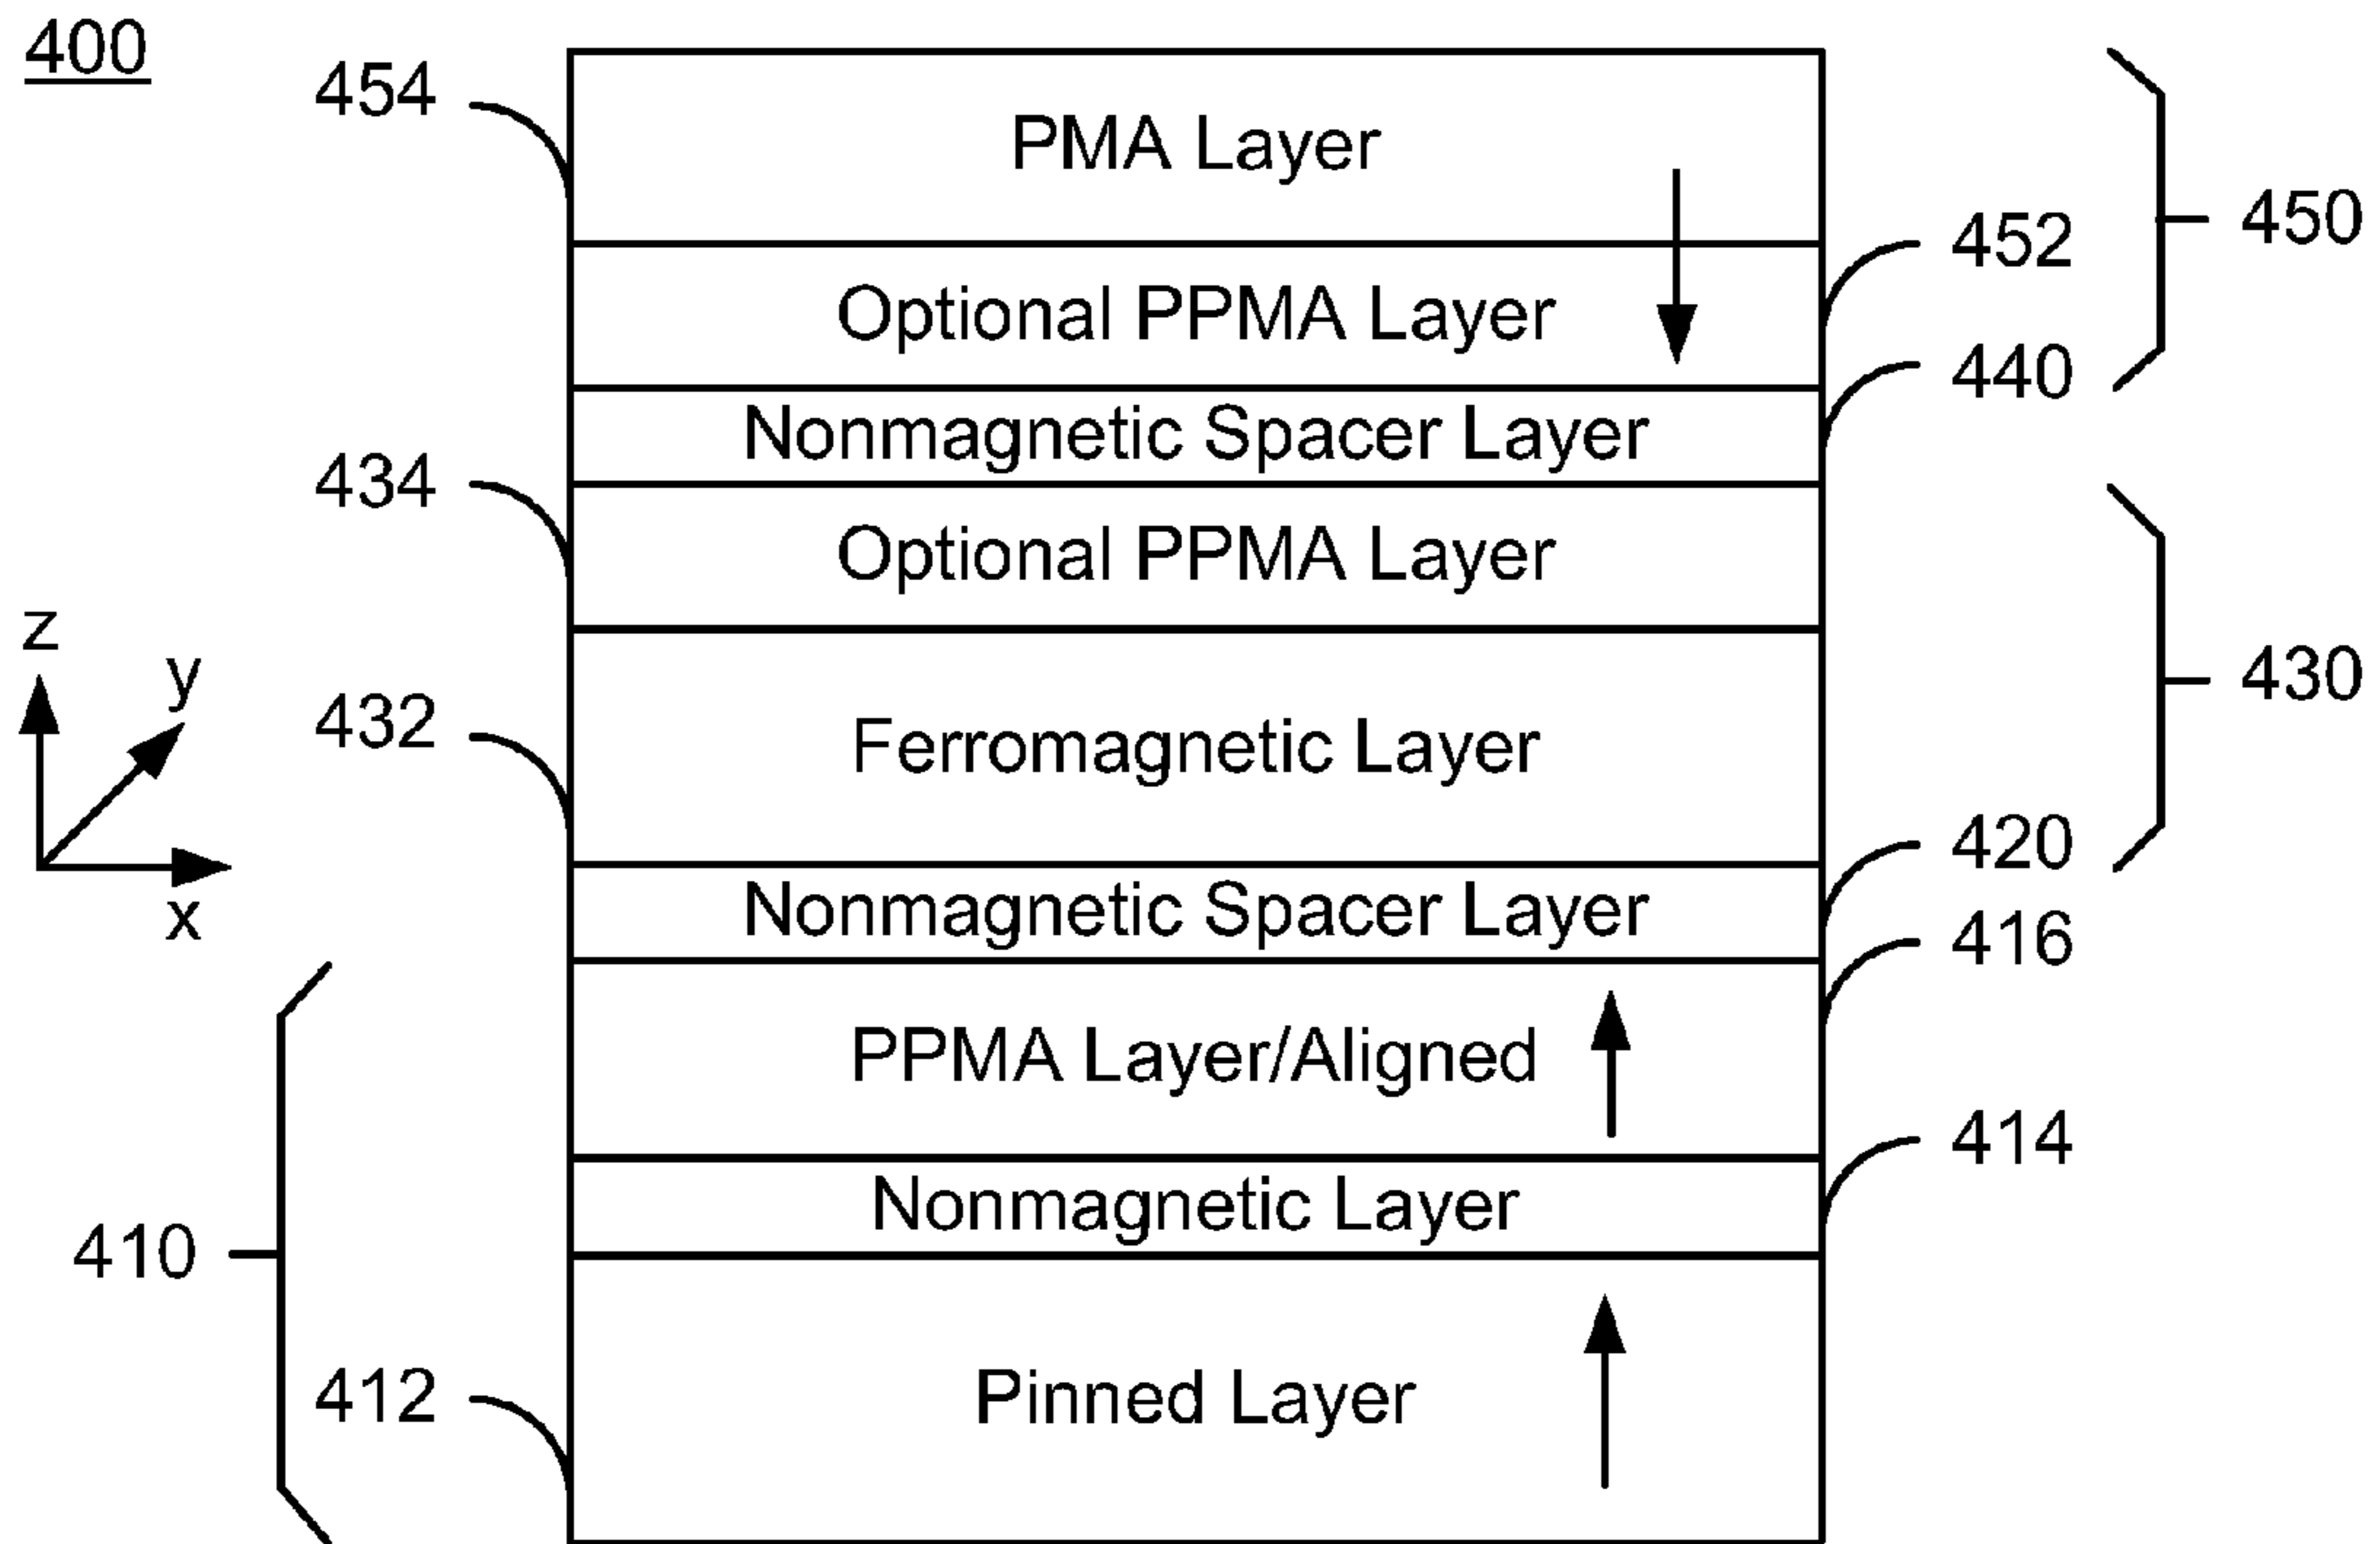 400
454
PMA Layer
450
452
Optional PPMA Layer
440
Nonmagnetic Spacer Layer
434
Optional PPMA Layer
z
y
x
432
Ferromagnetic Layer
430
420
Nonmagnetic Spacer Layer
416
PPMA Layer/Aligned
414
Nonmagnetic Layer
410
412
Pinned Layer